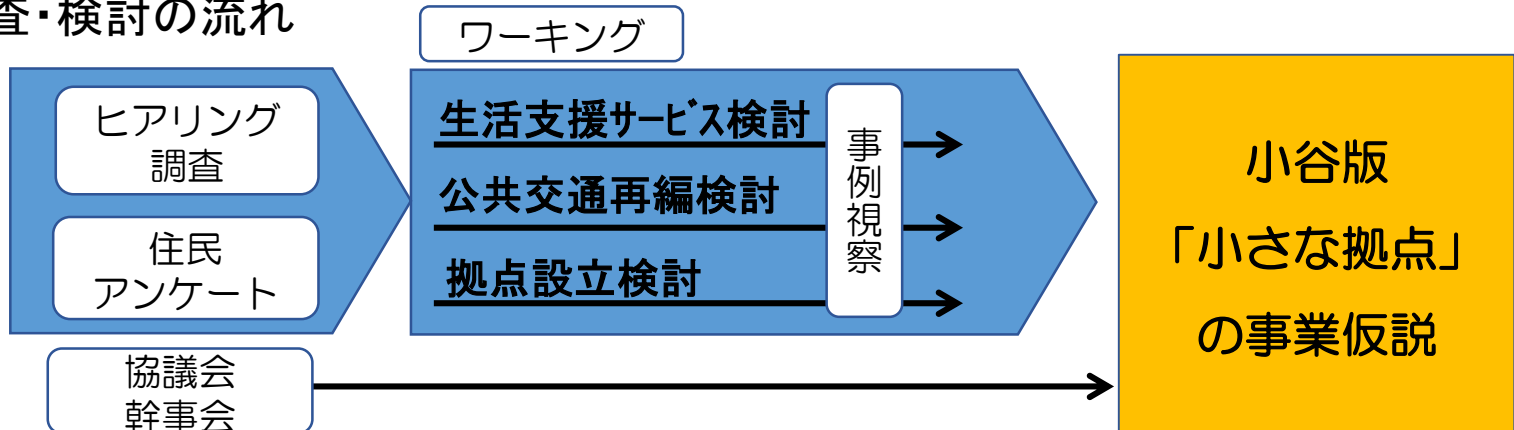 査・検討の流れ
ワーキング
ヒアリング
調査
住民
アンケート
生活支援ｻｰﾋﾞｽ検討
公共交通再編検討
拠点設立検討
事例視察
協議会
幹事会
小谷版
「小さな拠点」
の事業仮説